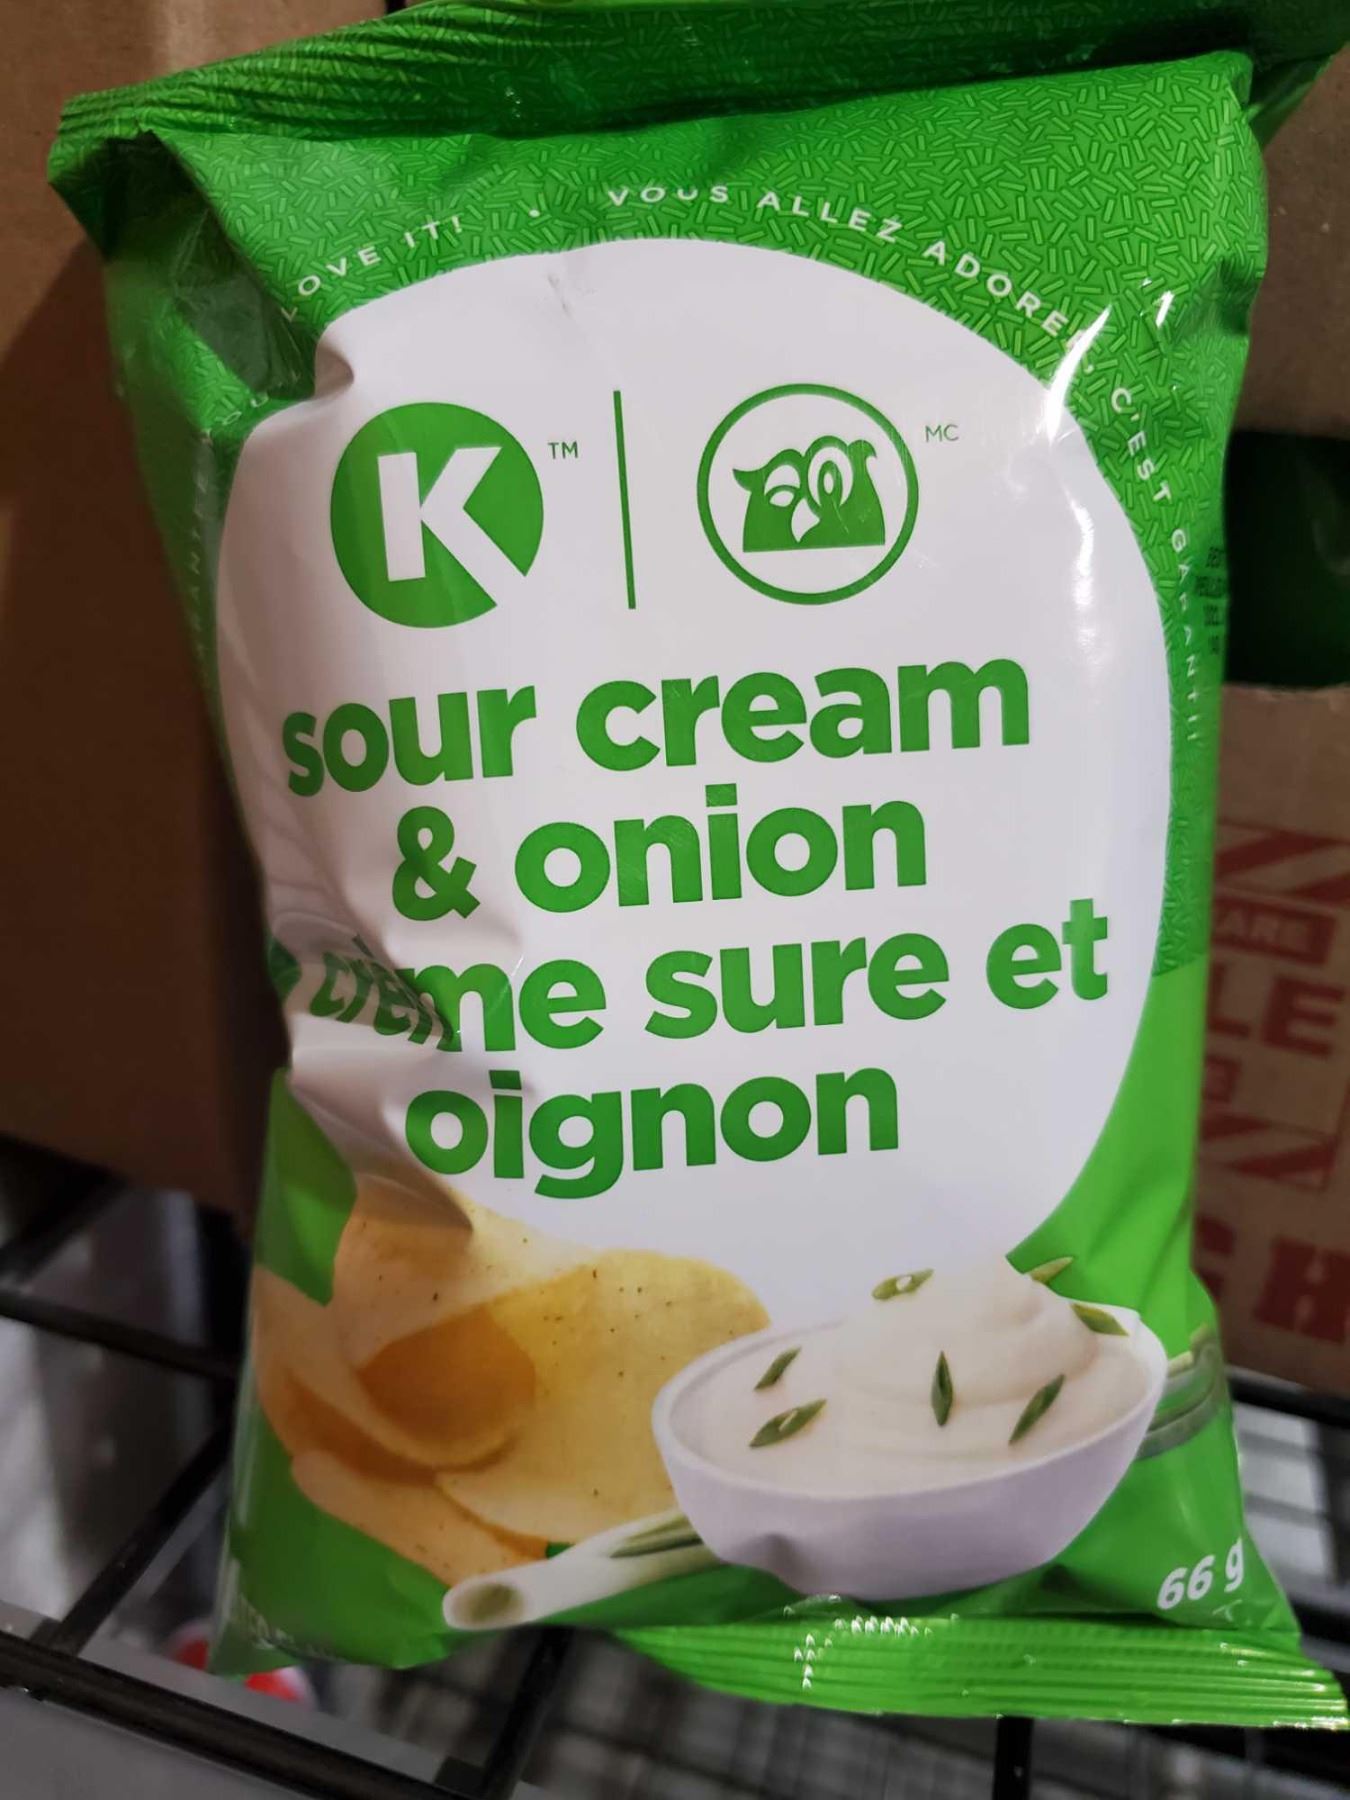 LOVE IT! • VOUS ALLEZ ADORER, C'EST GARANTI!
K TM
MC
sour cream
& onion
crème sure et
oignon
66 g